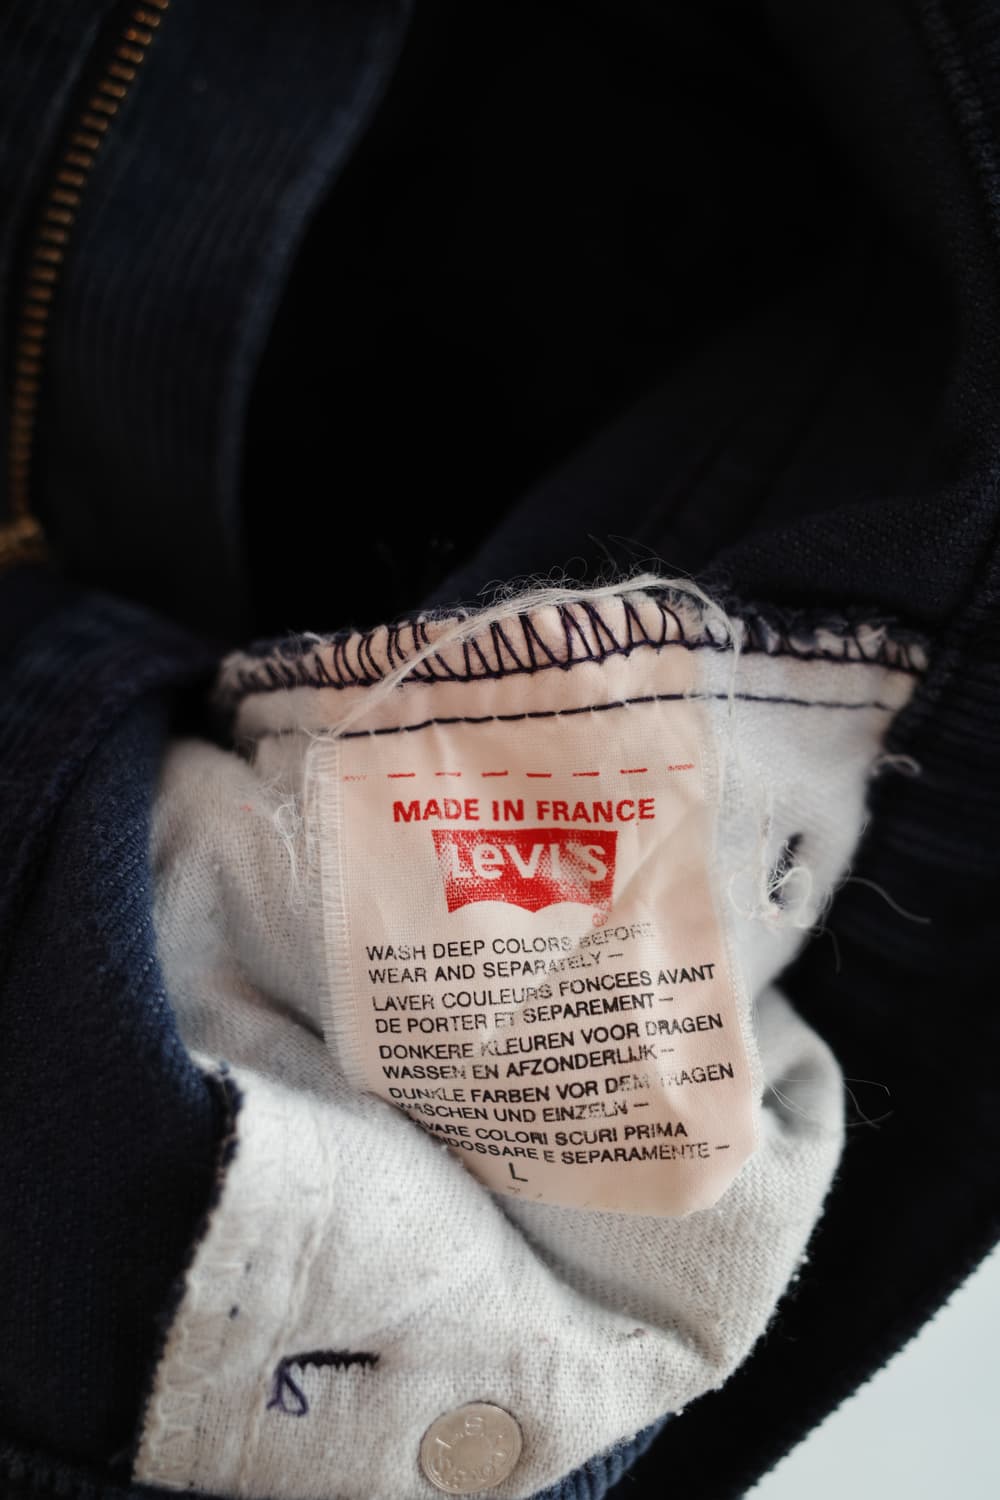 MADE IN FRANCE
Levi's
WASH DEEP COLORS BEFORE
WEAR AND SEPARATELY —
LAVER COULEURS FONCEES AVANT
DE PORTER ET SEPAREMENT —
DONKERE KLEUREN VOOR DRAGEN
WASSEN EN AFZONDERLIJK —
DUNKLE FARBEN VOR DEM TRAGEN
WASCHEN UND EINZELN —
LAVARE COLORI SCURI PRIMA
INDOSSARE E SEPARAMENTE —
L
L.S.